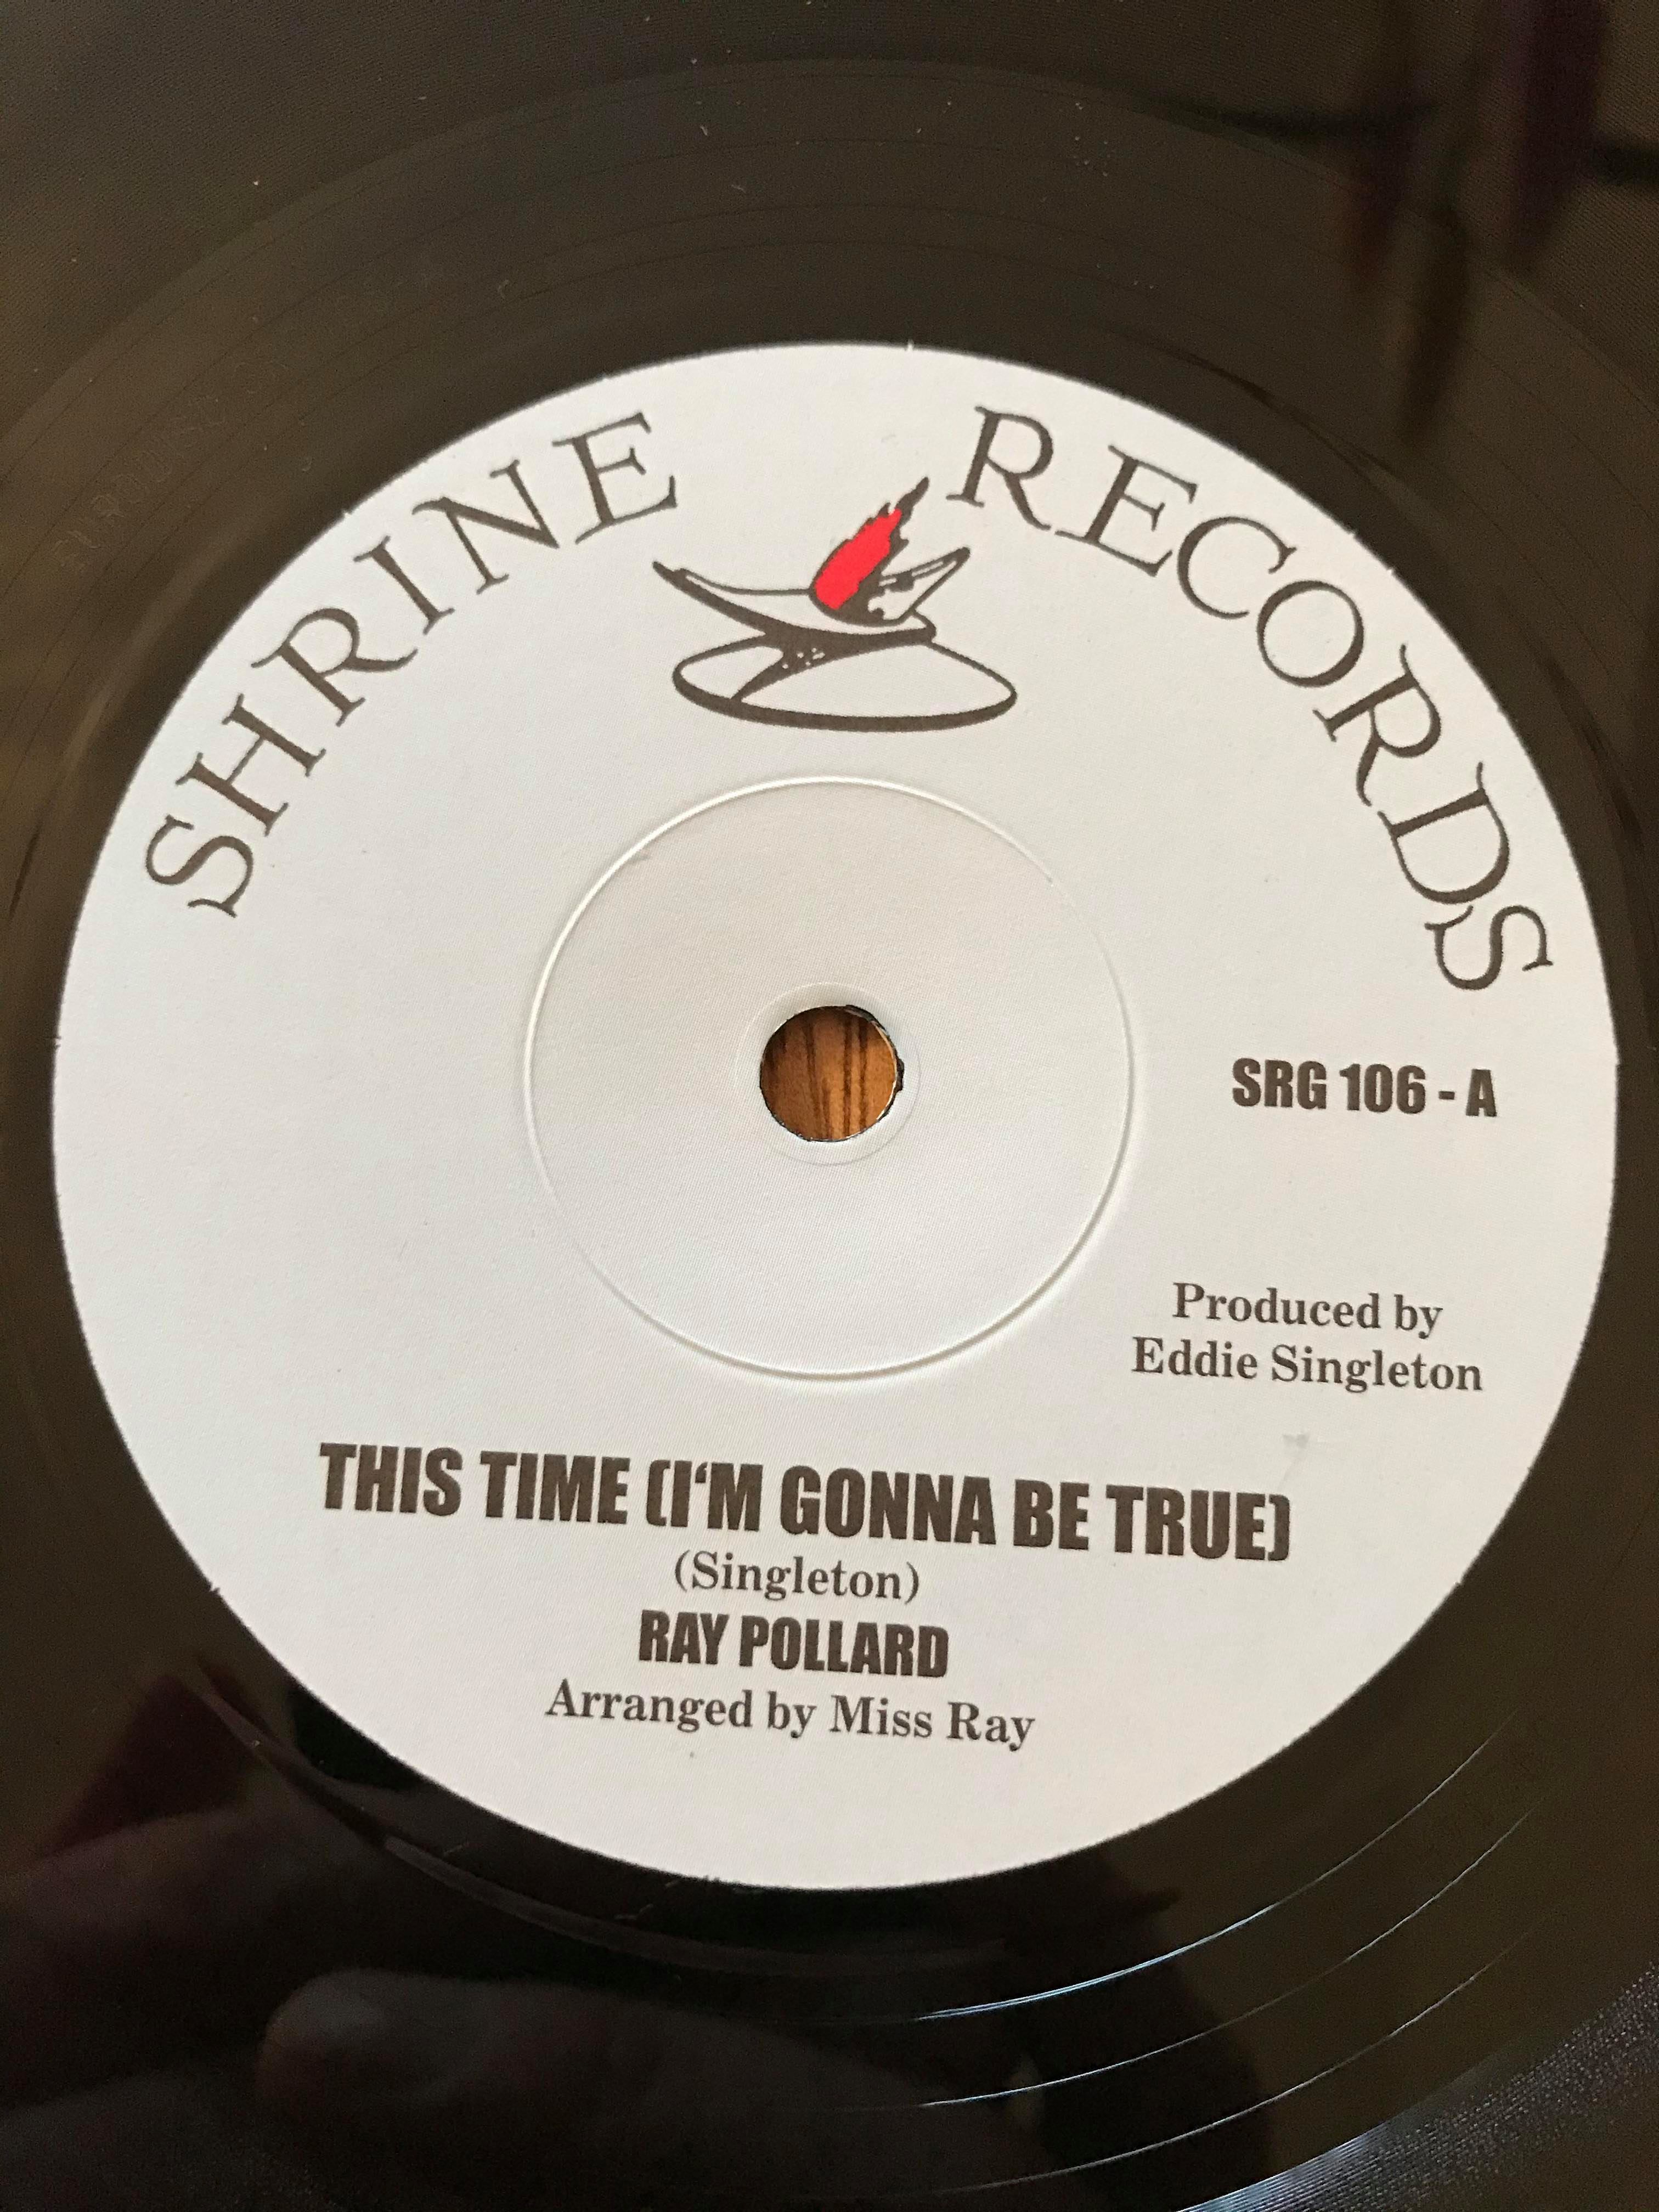 SHRINE RECORDS
SRG 106 - A
Produced by
Eddie Singleton
THIS TIME (I‘M GONNA BE TRUE)
(Singleton)
RAY POLLARD
Arranged by Miss Ray